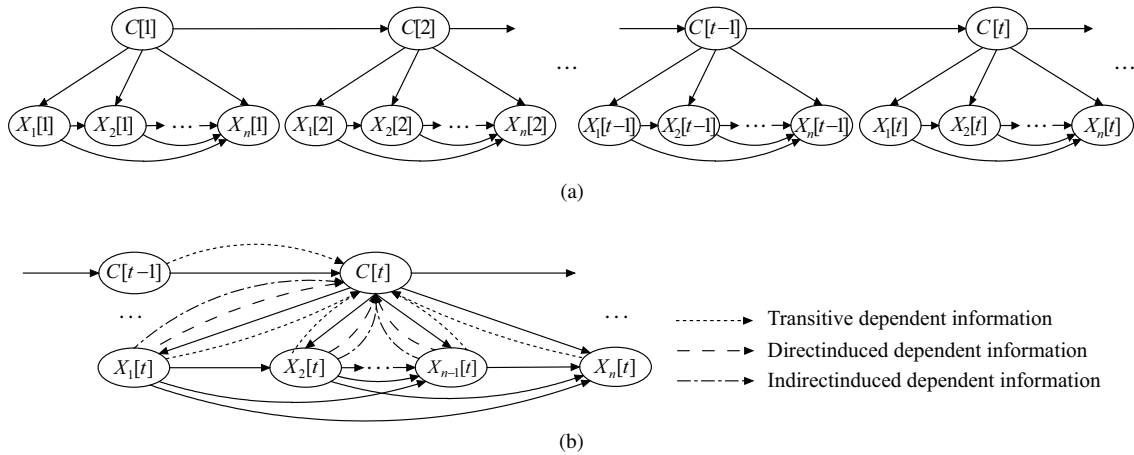 C[1] C[2] C[t−1] C[t]
... ...
X₁[1] X₂[1] ... Xₙ[1] X₁[2] X₂[2] ... Xₙ[2] X₁[t−1] X₂[t−1] ... Xₙ[t−1] X₁[t] X₂[t] ... Xₙ[t]
(a)
C[t−1] C[t]
... ...
Transitive dependent information
X₁[t] X₂[t] ... Xₙ₋₁[t] Xₙ[t]
Directinduced dependent information
Indirectinduced dependent information
(b)